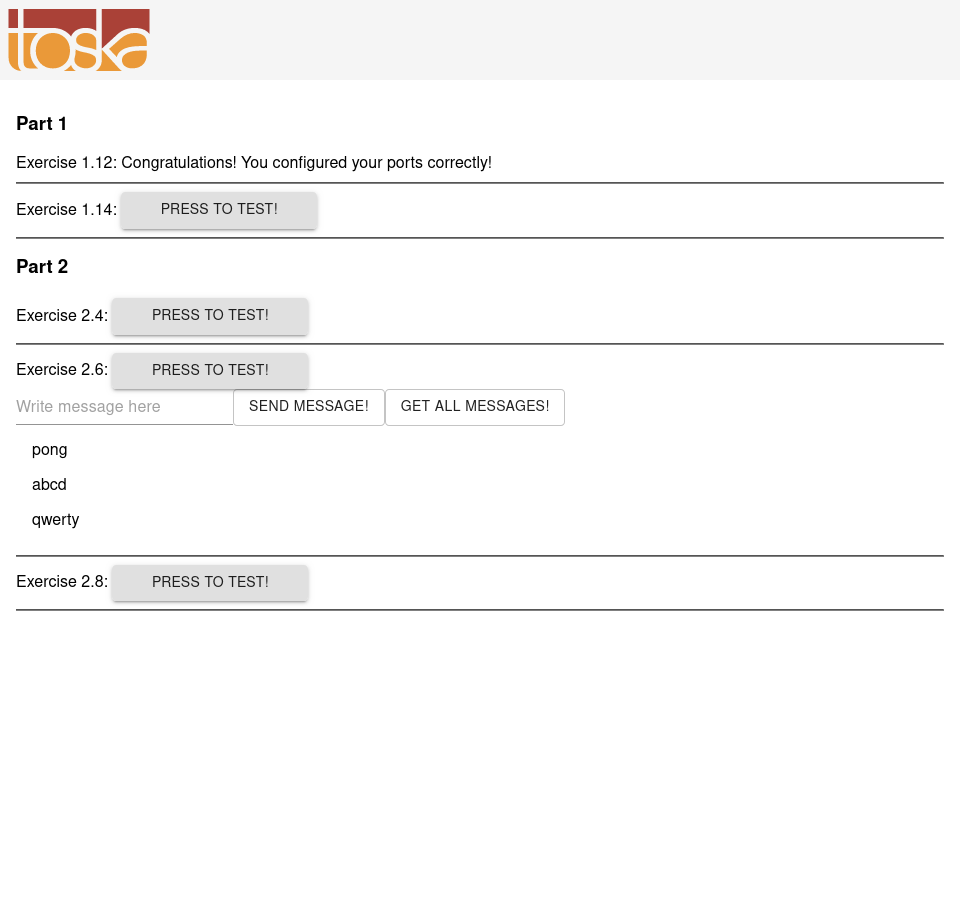 toska
Part 1
Exercise 1.12: Congratulations! You configured your ports correctly!
Exercise 1.14: PRESS TO TEST!
Part 2
Exercise 2.4: PRESS TO TEST!
Exercise 2.6: PRESS TO TEST!
Write message here SEND MESSAGE! GET ALL MESSAGES!
pong
abcd
qwerty
Exercise 2.8: PRESS TO TEST!